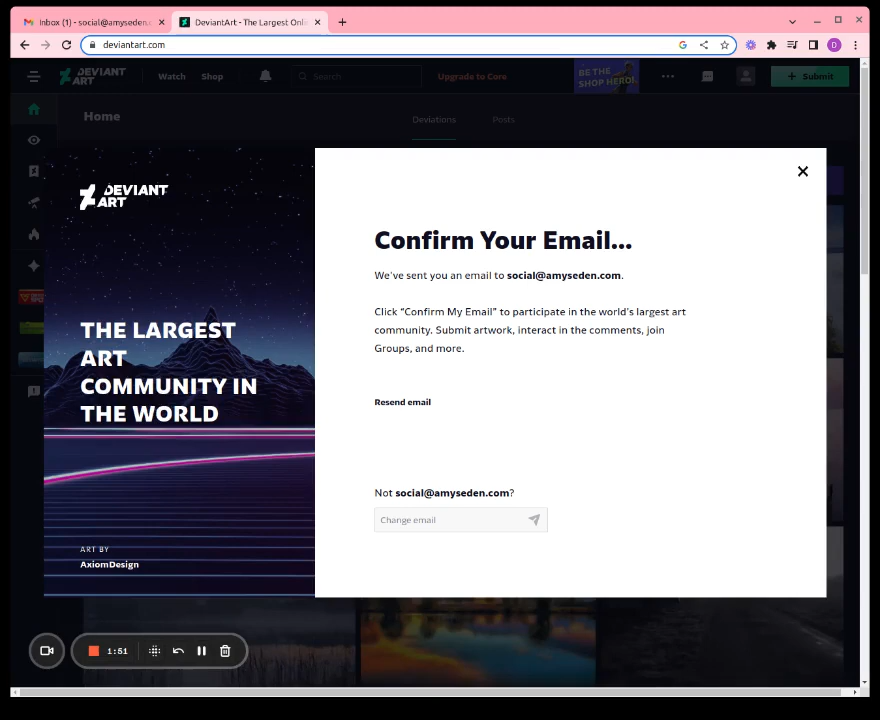 Inbox (1) - social@amyseden.c
DeviantArt - The Largest Onli
deviantart.com
DEVIANT ART
Watch
Shop
Search
Upgrade to Core
BE THE
SHOP HERO!
Submit
Home
Deviations
Posts
DEVIANT
ART
THE LARGEST
ART
COMMUNITY IN
THE WORLD
ART BY
AxiomDesign
Confirm Your Email...
We've sent you an email to social@amyseden.com.
Click “Confirm My Email” to participate in the world's largest art
community. Submit artwork, interact in the comments, join
Groups, and more.
Resend email
Not social@amyseden.com?
Change email
1:51